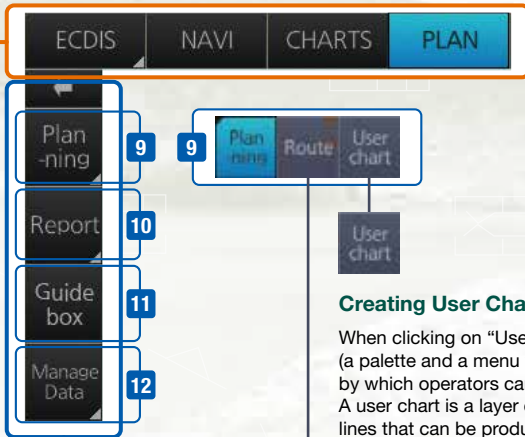 ECDIS NAVI CHARTS PLAN
Plan
-ning
9
9
Plan
-ning
Route
User
chart
Report
10
User
chart
Guide
box
11
Manage
Data
12
Creating User Cha
When clicking on “Use
(a palette and a menu
by which operators ca
A user chart is a layer
lines that can be produ